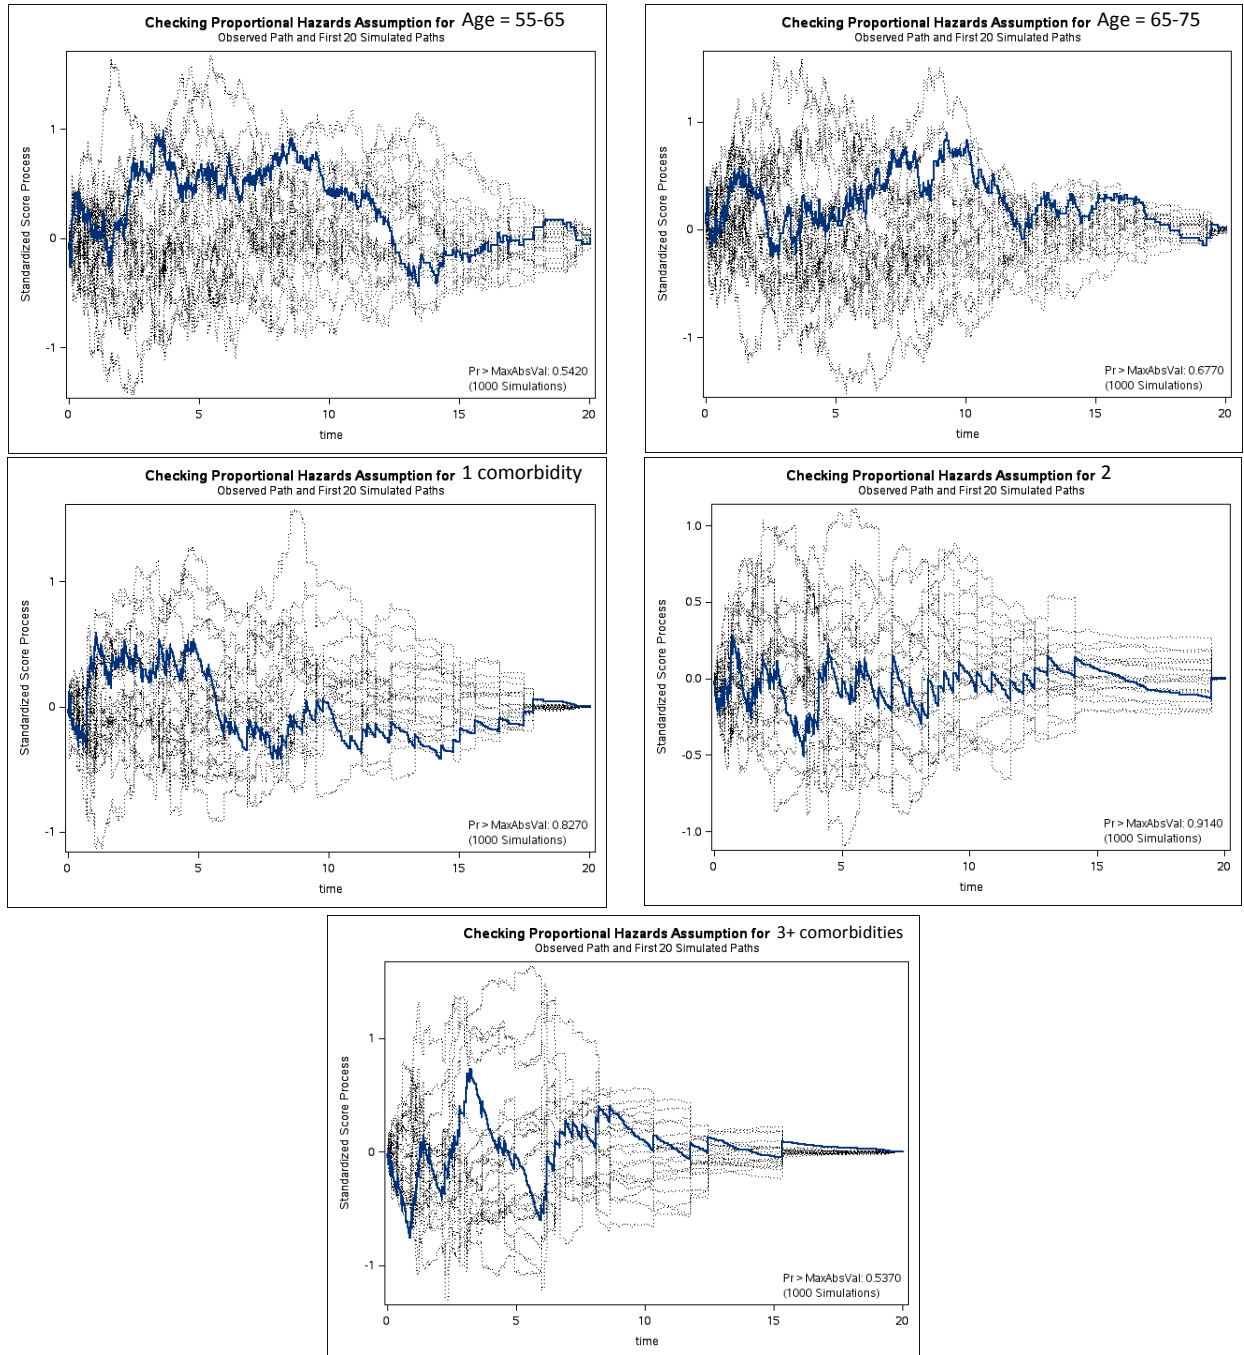 Checking Proportional Hazards Assumption for Age = 55-65
Observed Path and First 20 Simulated Paths
Standardized Score Process
1
0
-1
Pr > MaxAbsVal: 0.5420
(1000 Simulations)
0 5 10 15 20
time
Checking Proportional Hazards Assumption for Age = 65-75
Observed Path and First 20 Simulated Paths
Standardized Score Process
1
0
-1
Pr > MaxAbsVal: 0.6770
(1000 Simulations)
0 5 10 15 20
time
Checking Proportional Hazards Assumption for 1 comorbidity
Observed Path and First 20 Simulated Paths
Standardized Score Process
1
0
-1
Pr > MaxAbsVal: 0.8270
(1000 Simulations)
0 5 10 15 20
time
Checking Proportional Hazards Assumption for 2
Observed Path and First 20 Simulated Paths
Standardized Score Process
1.0
0.5
0.0
-0.5
-1.0
Pr > MaxAbsVal: 0.9140
(1000 Simulations)
0 5 10 15 20
time
Checking Proportional Hazards Assumption for 3+ comorbidities
Observed Path and First 20 Simulated Paths
Standardized Score Process
1
0
-1
Pr > MaxAbsVal: 0.5370
(1000 Simulations)
0 5 10 15 20
time